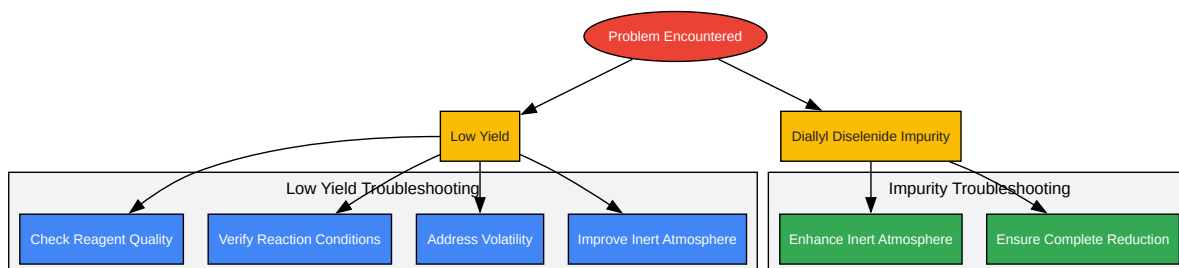 Problem Encountered
Low Yield
Diallyl Diselenide Impurity
Low Yield Troubleshooting
Impurity Troubleshooting
Check Reagent Quality
Verify Reaction Conditions
Address Volatility
Improve Inert Atmosphere
Enhance Inert Atmosphere
Ensure Complete Reduction